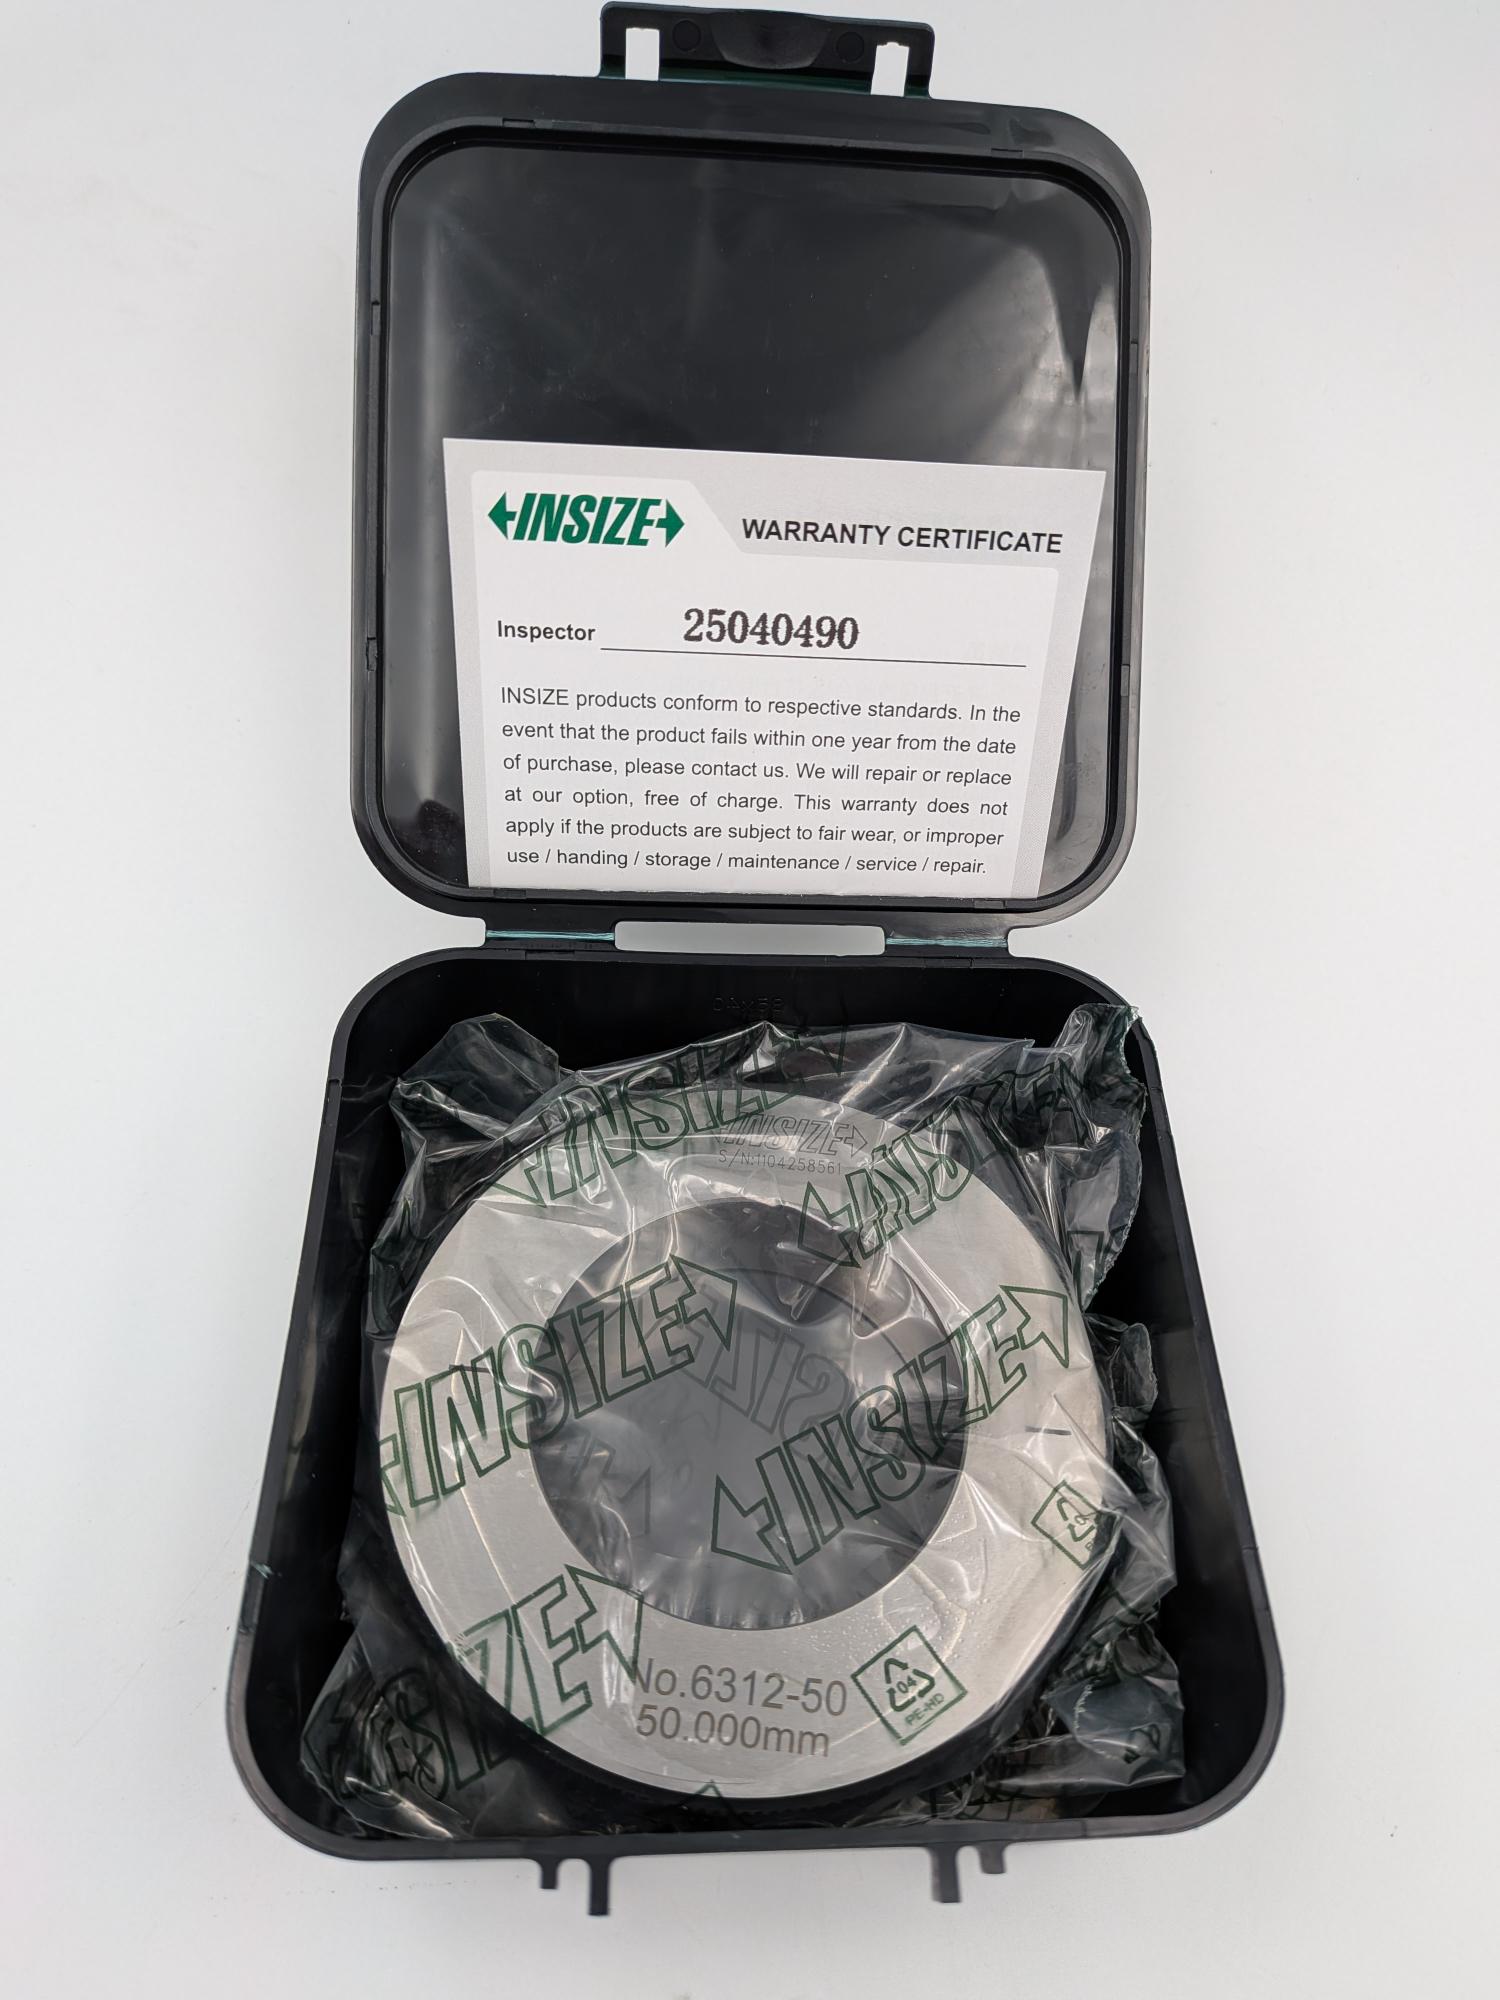 INSIZE
WARRANTY CERTIFICATE
Inspector 25040490
INSIZE products conform to respective standards. In the
event that the product fails within one year from the date
of purchase, please contact us. We will repair or replace
at our option, free of charge. This warranty does not
apply if the products are subject to fair wear, or improper
use / handing / storage / maintenance / service / repair.
INSIZE
INSIZE
S/N:1104258561
INSIZE
INSIZE
INSIZE
INSIZE
No.6312-50
50.000mm
04
PE-HD